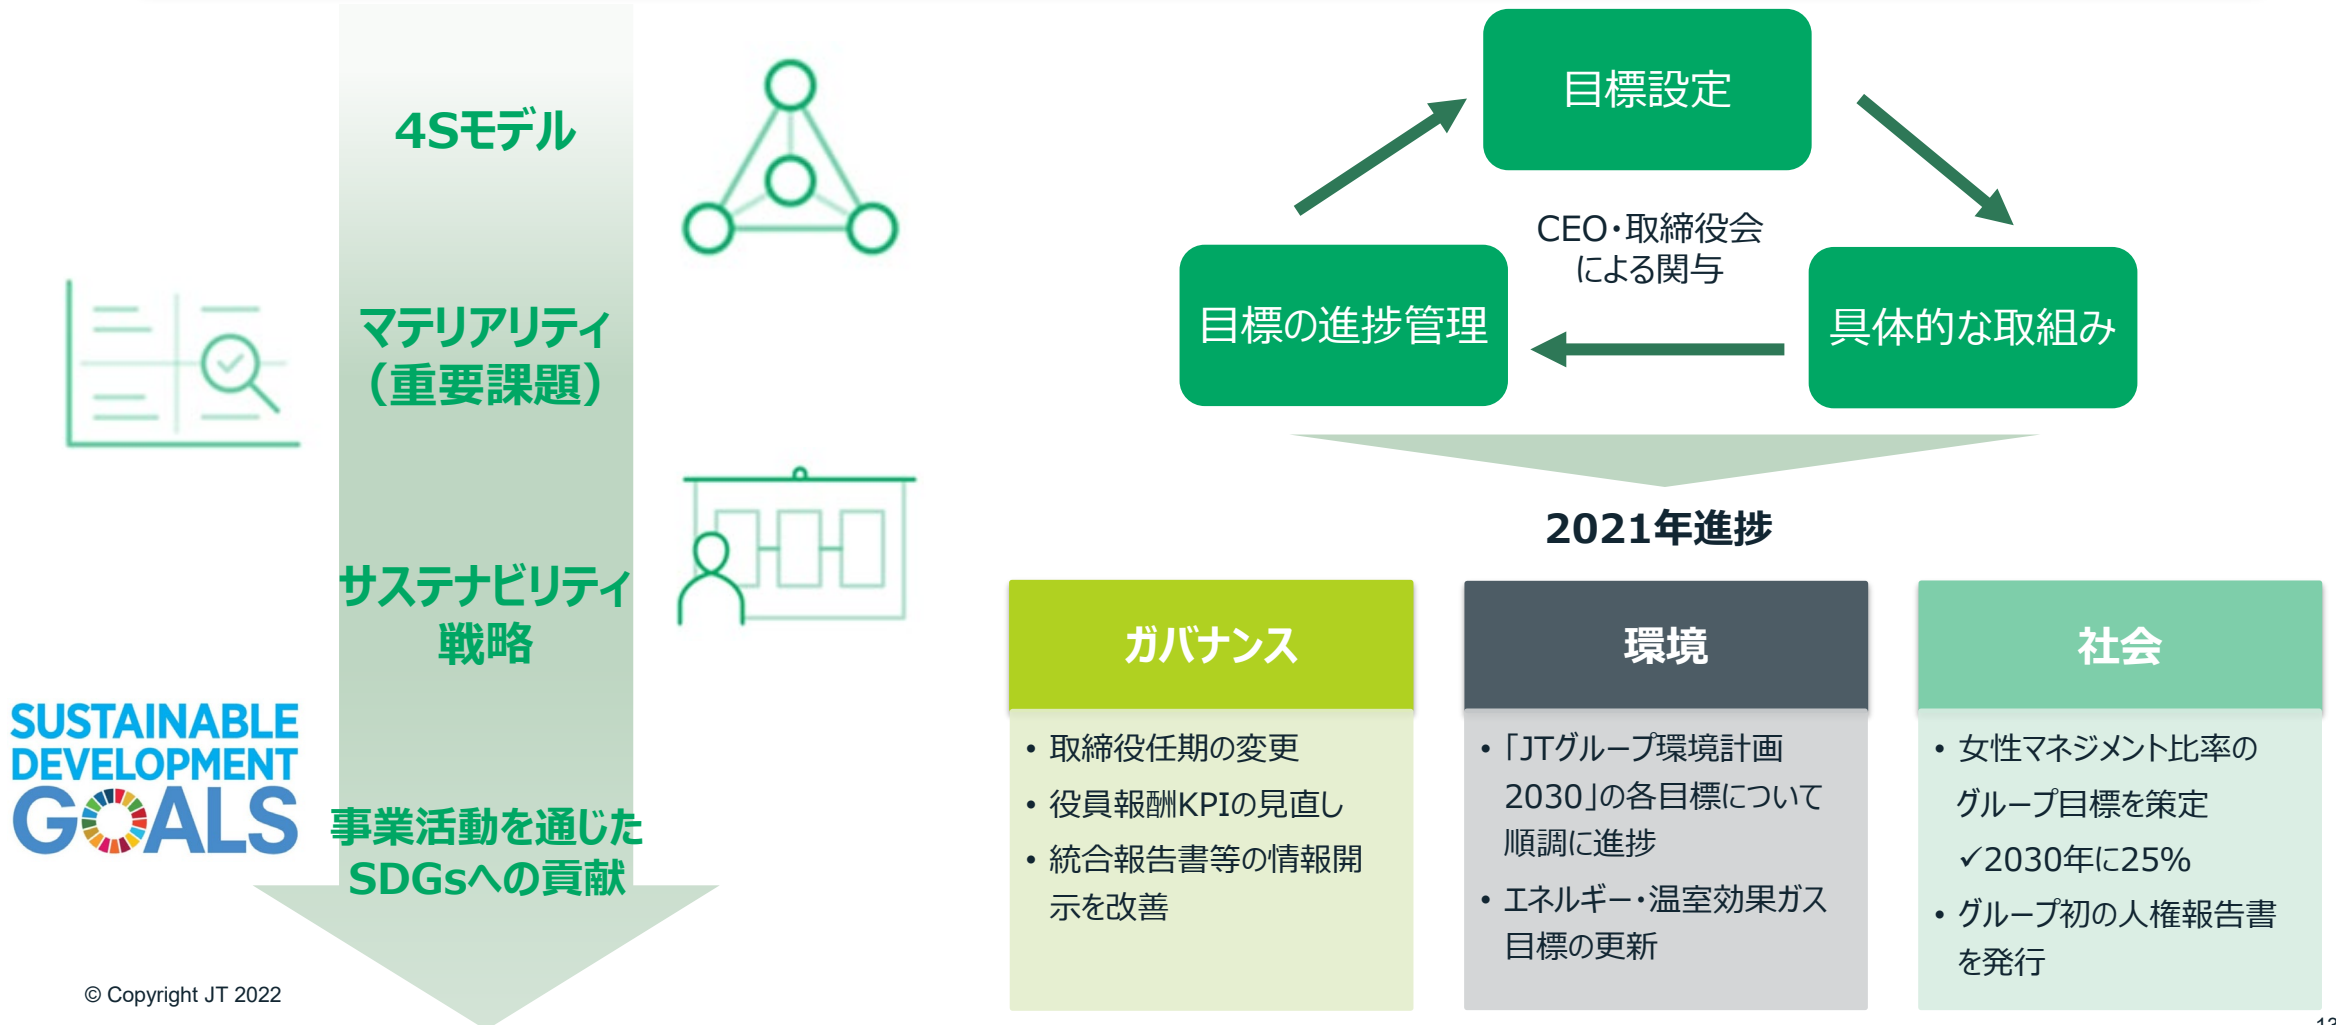 4Sモデル
マテリアリティ
(重要課題)
サステナビリティ
戦略
SUSTAINABLE
DEVELOPMENT
GOALS
事業活動を通じた
SDGsへの貢献
目標設定
CEO・取締役会
による関与
目標の進捗管理
具体的な取組み
2021年進捗
ガバナンス
• 取締役任期の変更
• 役員報酬KPIの見直し
• 統合報告書等の情報開
示を改善
環境
• 「JTグループ環境計画
2030」の各目標について
順調に進捗
• エネルギー・温室効果ガス
目標の更新
社会
• 女性マネジメント比率の
グループ目標を策定
✓2030年に25%
• グループ初の人権報告書
を発行
© Copyright JT 2022